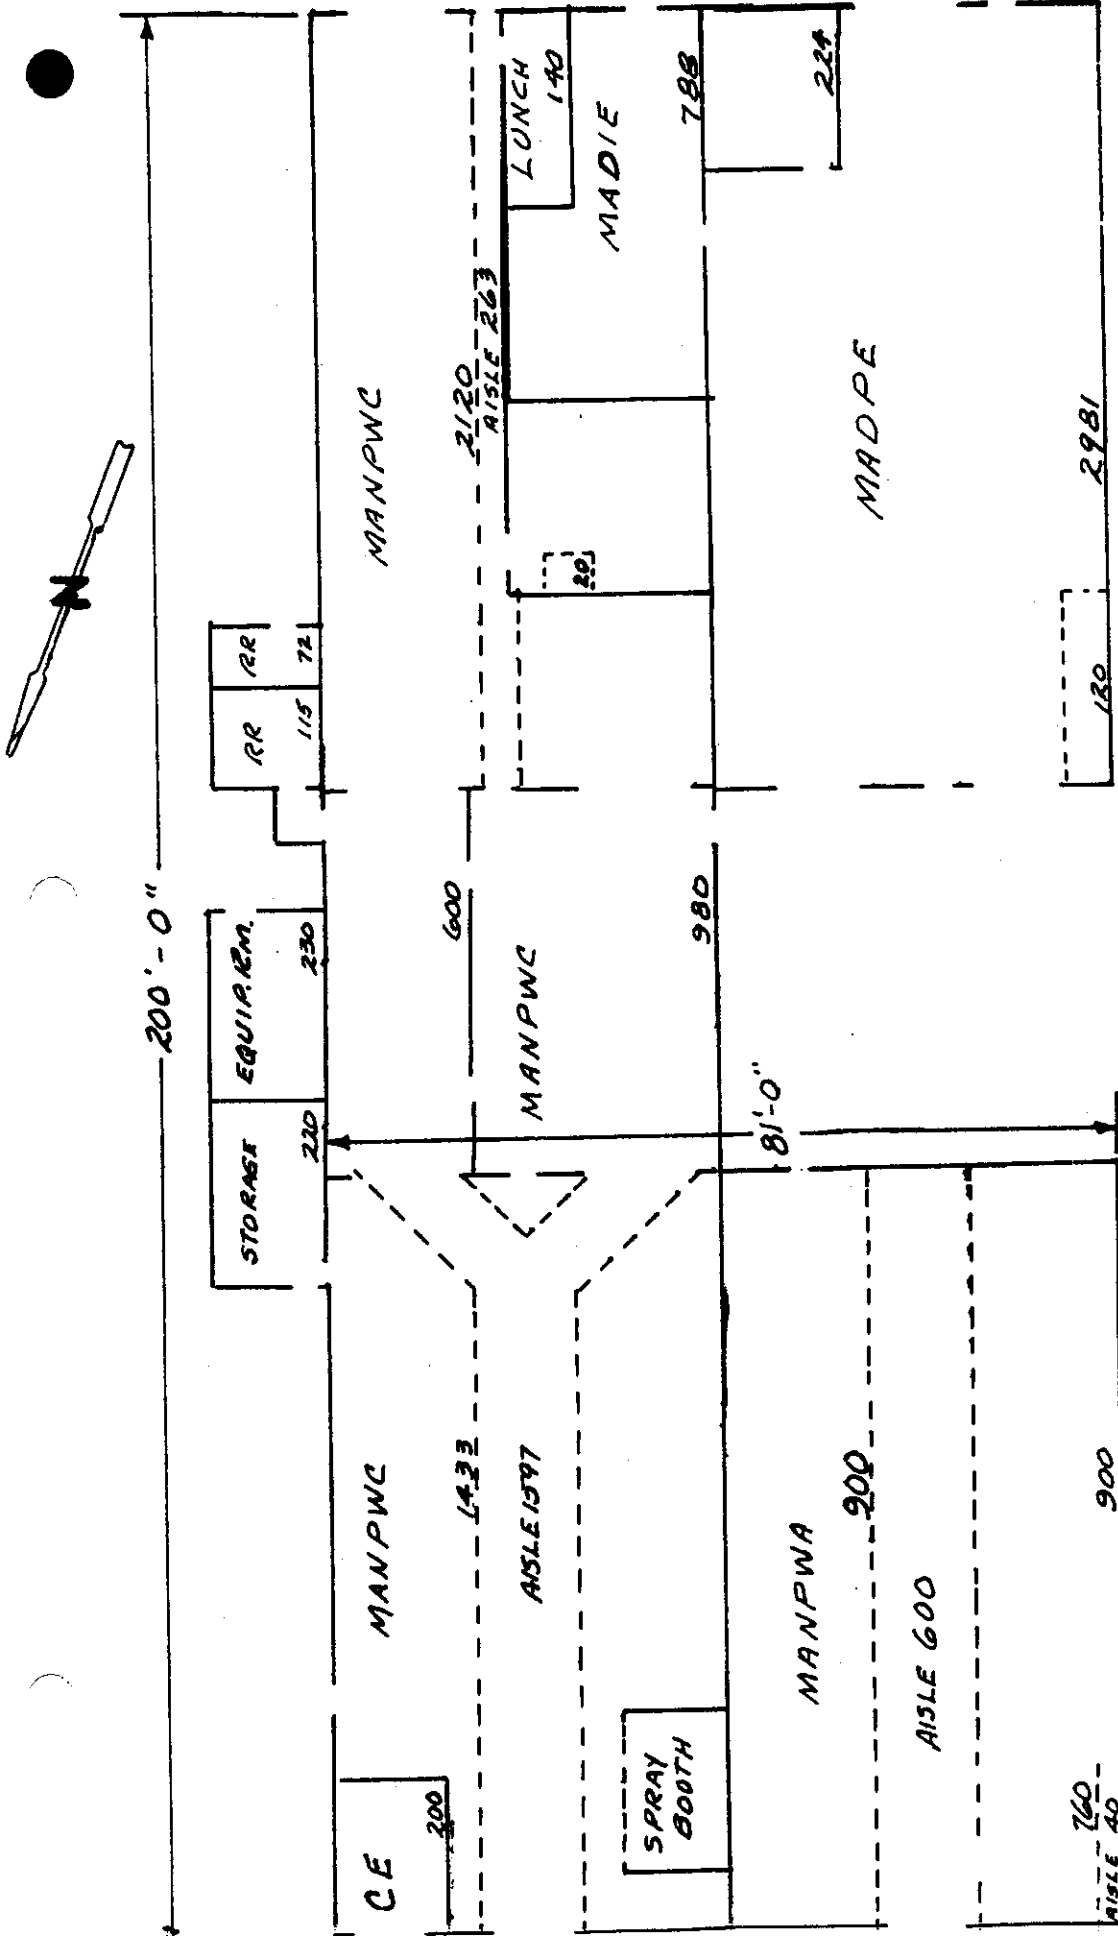 200'-0"
N
STORAGE
220
EQUIP. RM.
230
RR
115
RR
72
CE
200
MANPWC
1433
AISLE 1597
SPRAY
BOOTH
MANPWC
600
980
81'-0"
MANPWC
2120
AISLE 263
LUNCH
140
MADIE
788
20
224
MADPE
2981
120
MANPWA
900
AISLE 600
900
AISLE 40